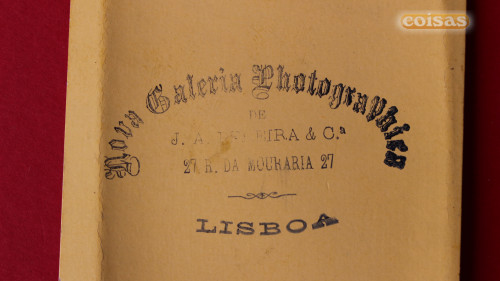 coisas
Nova Galeria Photographica
DE
J. A. & C.ª
27 R. DA MOURARIA 27
LISBOA